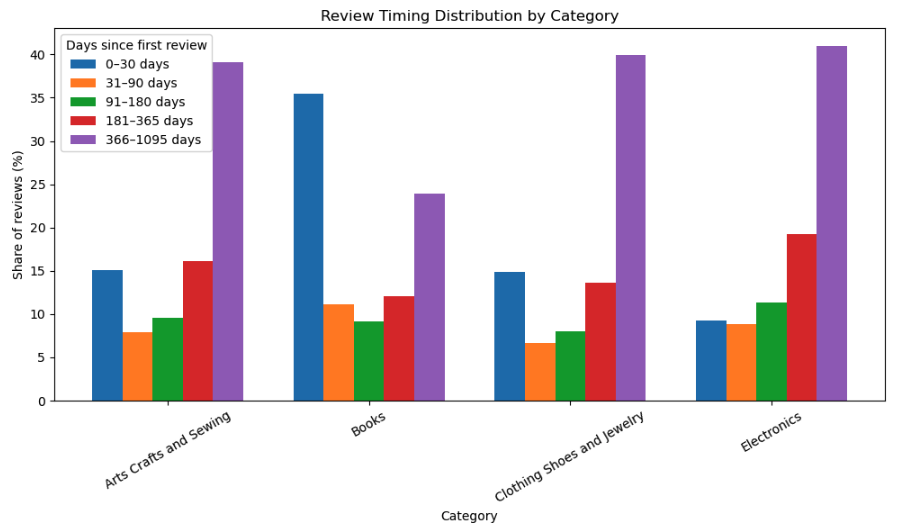 Review Timing Distribution by Category
Days since first review
0–30 days
31–90 days
91–180 days
181–365 days
366–1095 days
Share of reviews (%)
40
35
30
25
20
15
10
5
0
Arts Crafts and Sewing
Books
Clothing Shoes and Jewelry
Electronics
Category